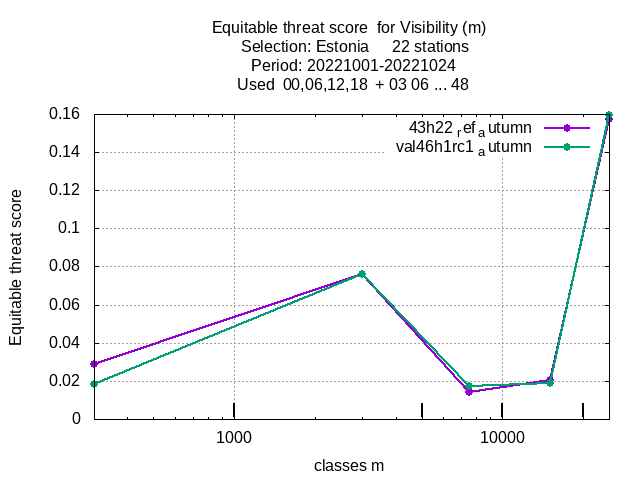 Equitable threat score  for Visibility (m)
Selection: Estonia     22 stations
Period: 20221001-20221024
Used  00,06,12,18  + 03 06 ... 48
43h22_ref_autumn
val46h1rc1_autumn
0.16
0.14
0.12
0.1
0.08
0.06
0.04
0.02
0
Equitable threat score
1000
10000
classes m